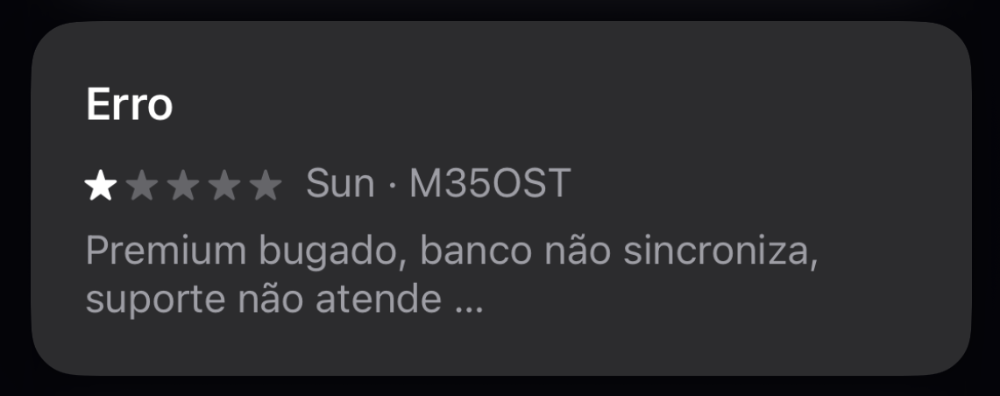 Erro
Sun · M35OST
Premium bugado, banco não sincroniza,
suporte não atende ...